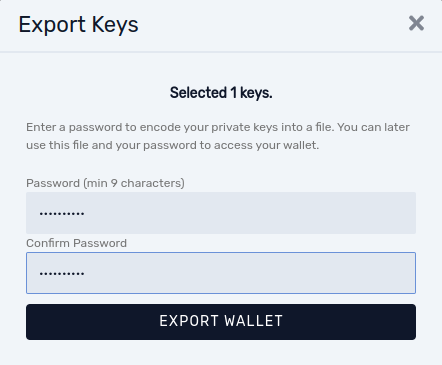 Export Keys
Selected 1 keys.
Enter a password to encode your private keys into a file. You can later
use this file and your password to access your wallet.
Password (min 9 characters)
••••••••••
Confirm Password
••••••••••
EXPORT WALLET